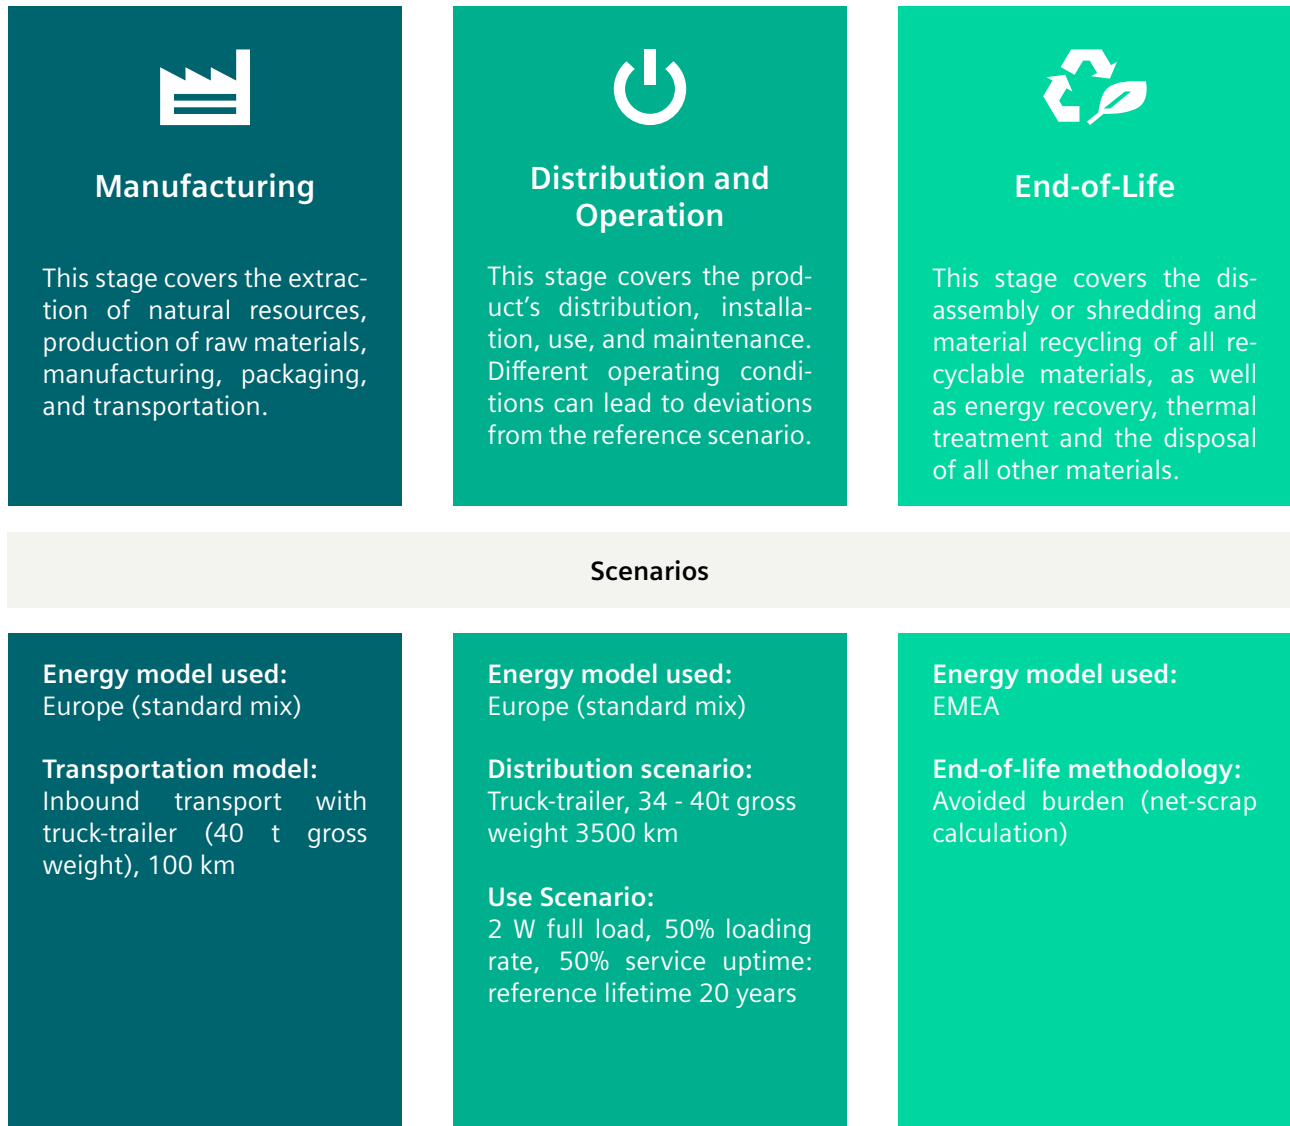 Manufacturing
This stage covers the extrac-
tion of natural resources,
production of raw materials,
manufacturing, packaging,
and transportation.
Distribution and
Operation
This stage covers the prod-
uct's distribution, installa-
tion, use, and maintenance.
Different operating condi-
tions can lead to deviations
from the reference scenario.
End-of-Life
This stage covers the dis-
assembly or shredding and
material recycling of all re-
cyclable materials, as well
as energy recovery, thermal
treatment and the disposal
of all other materials.
Scenarios
Energy model used:
Europe (standard mix)
Transportation model:
Inbound transport with
truck-trailer (40 t gross
weight), 100 km
Energy model used:
Europe (standard mix)
Distribution scenario:
Truck-trailer, 34 - 40t gross
weight 3500 km
Use Scenario:
2 W full load, 50% loading
rate, 50% service uptime:
reference lifetime 20 years
Energy model used:
EMEA
End-of-life methodology:
Avoided burden (net-scrap
calculation)